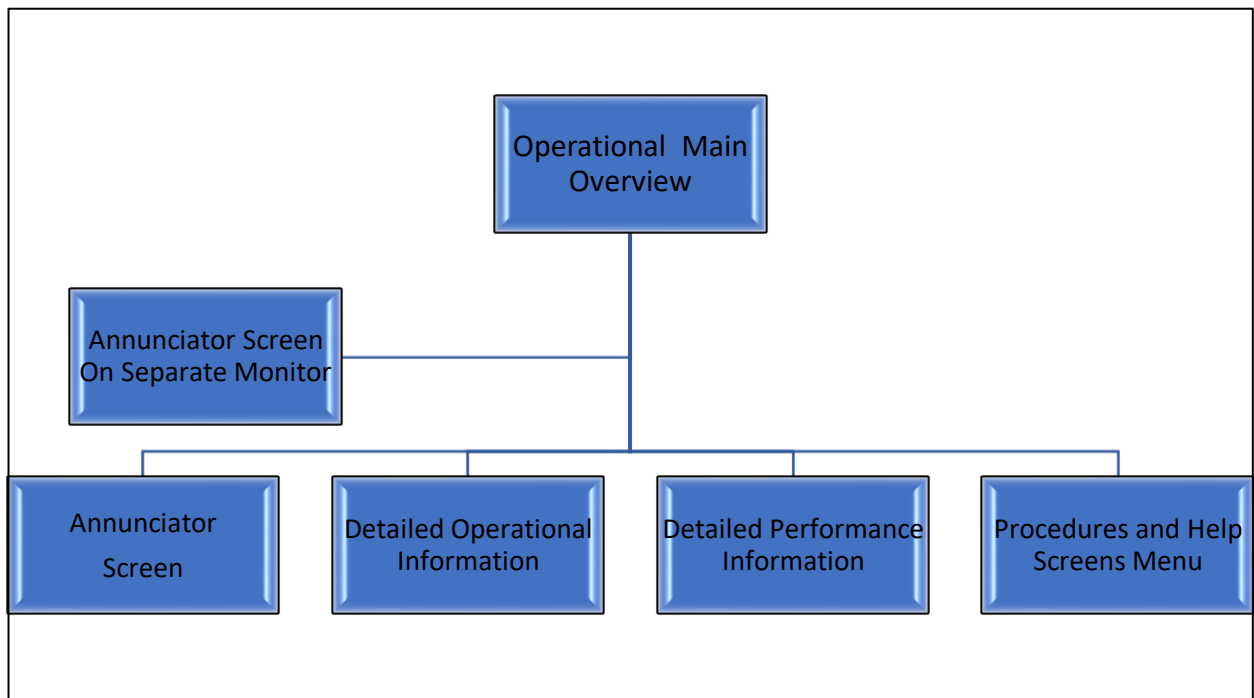 Operational Main
Overview
Annunciator Screen
On Separate Monitor
Annunciator
Screen
Detailed Operational
Information
Detailed Performance
Information
Procedures and Help
Screens Menu